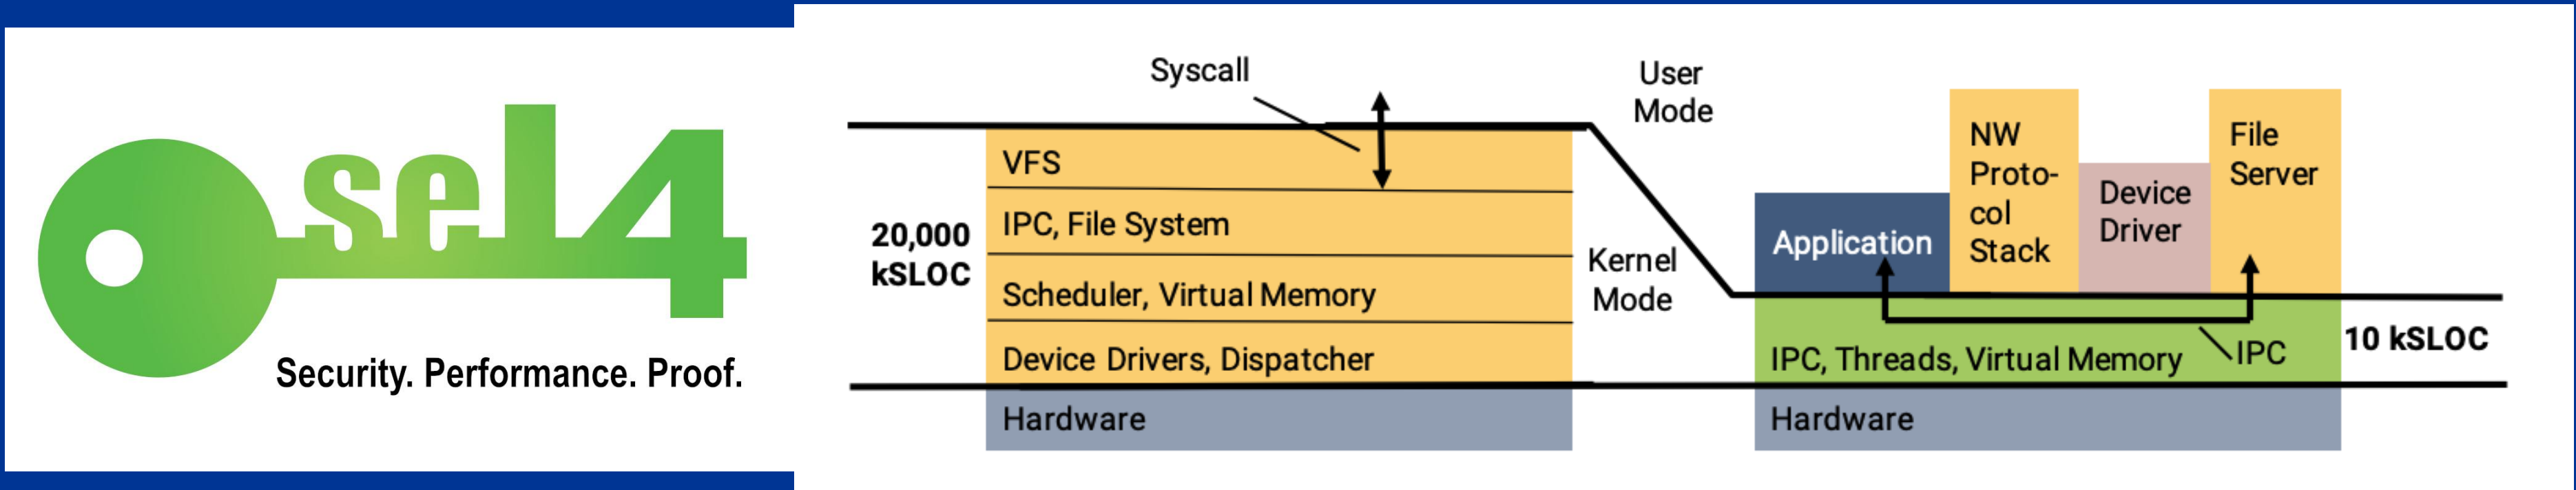 sel4
Security. Performance. Proof.
Syscall
User
Mode
VFS
20,000
kSLOC
IPC, File System
Scheduler, Virtual Memory
Device Drivers, Dispatcher
Hardware
Kernel
Mode
Application
NW
Proto-
col
Stack
Device
Driver
File
Server
IPC, Threads, Virtual Memory
IPC
10 kSLOC
Hardware